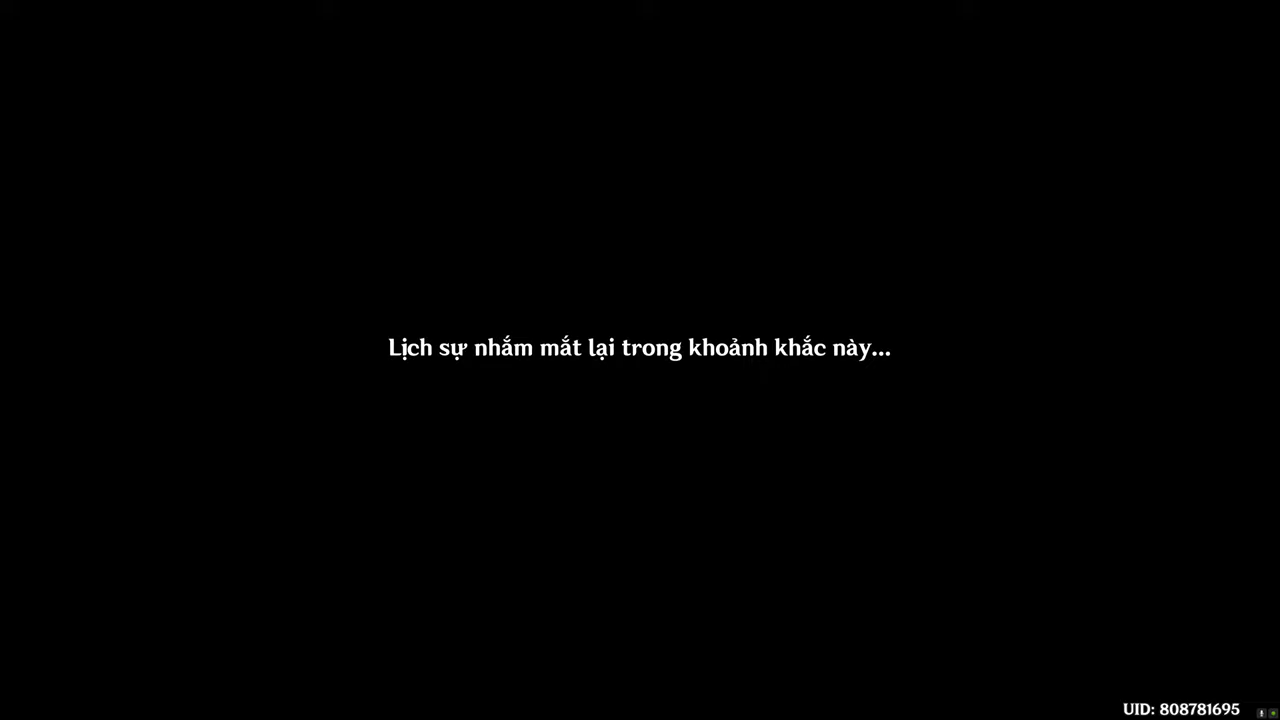 Lịch sự nhắm mắt lại trong khoảnh khắc này...
UID: 808781695